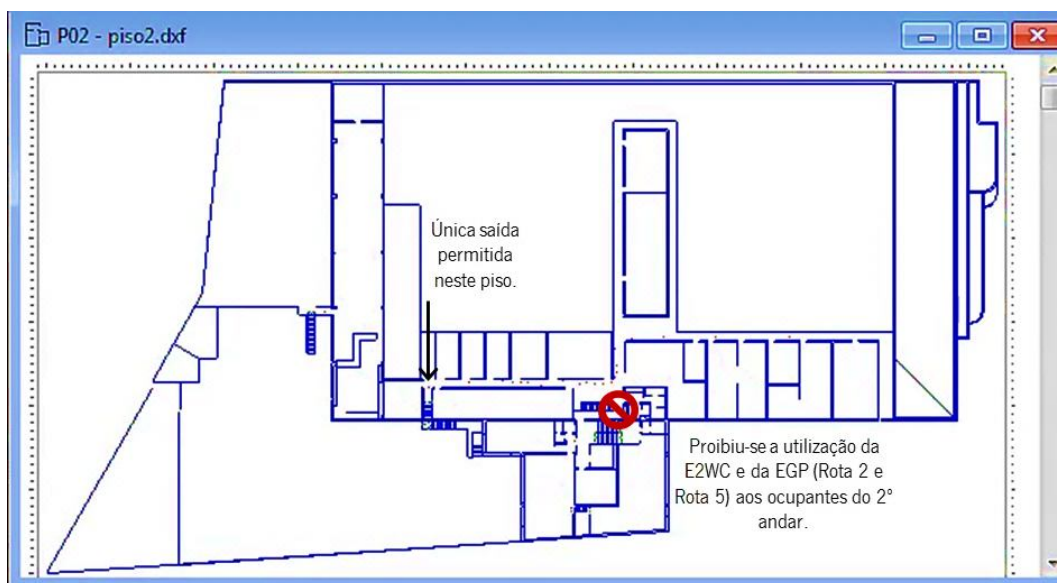 P02 - piso2.dxf
Única saída
permitida
neste piso.
Proibiu-se a utilização da
E2WC e da EGP (Rota 2 e
Rota 5) aos ocupantes do 2°
andar.